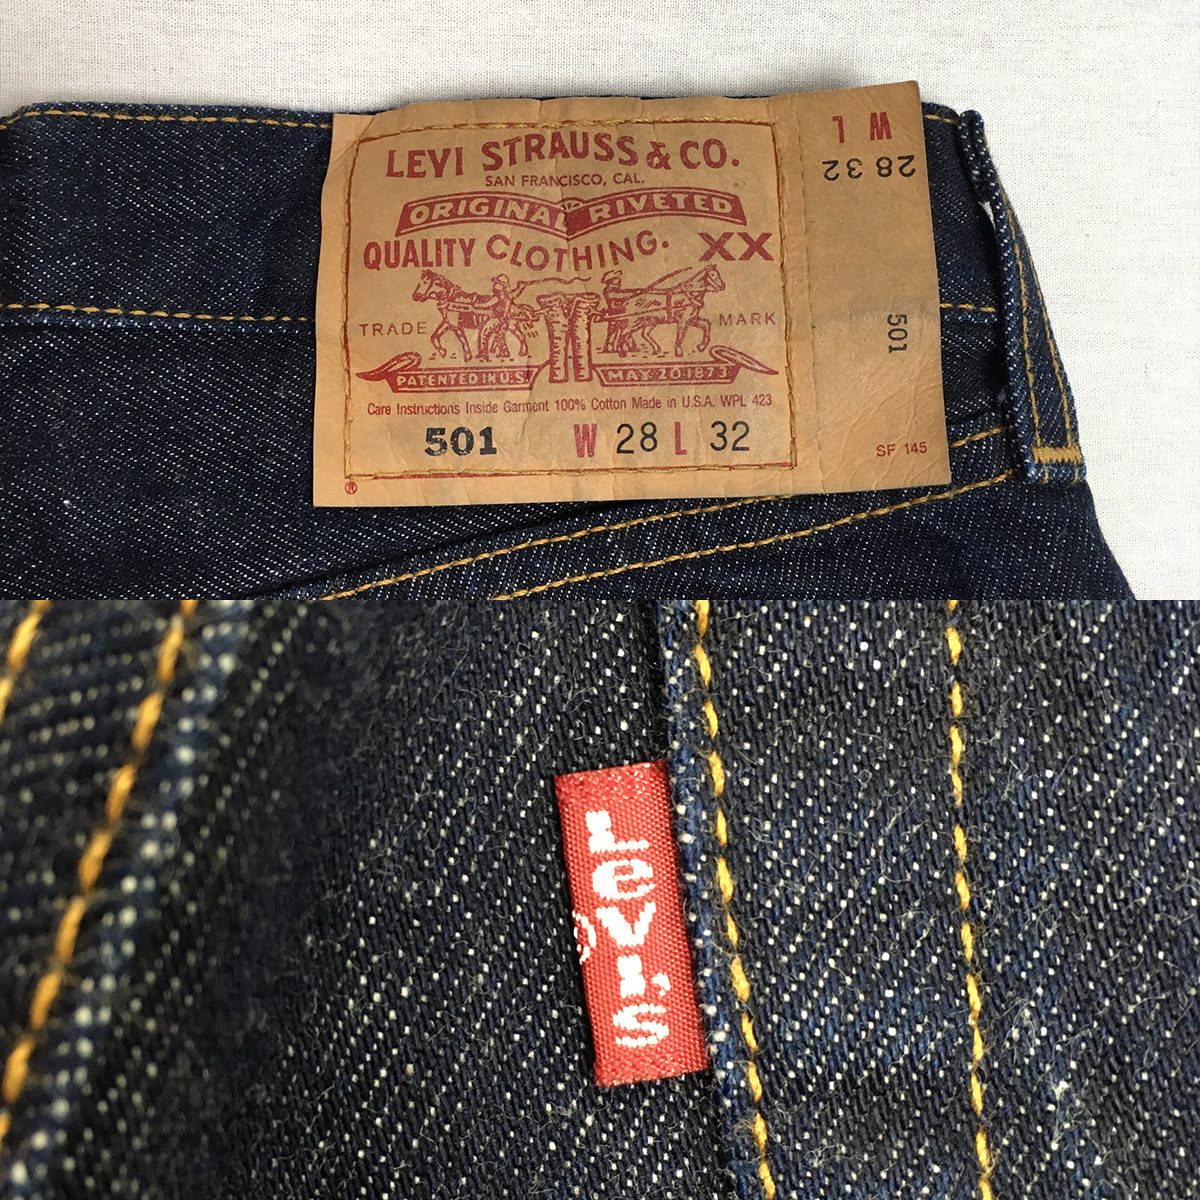 LEVI STRAUSS & CO.
SAN FRANCISCO, CAL.
ORIGINAL RIVETED
QUALITY CLOTHING. XX
TRADE MARK
PATENTED IN U.S. MAY 20 1873
Care Instructions Inside Garment 100% Cotton Made in U.S.A. WPL 423
501 W 28 L 32
®
W L
28 32
501
SF 145
LeVI's
®